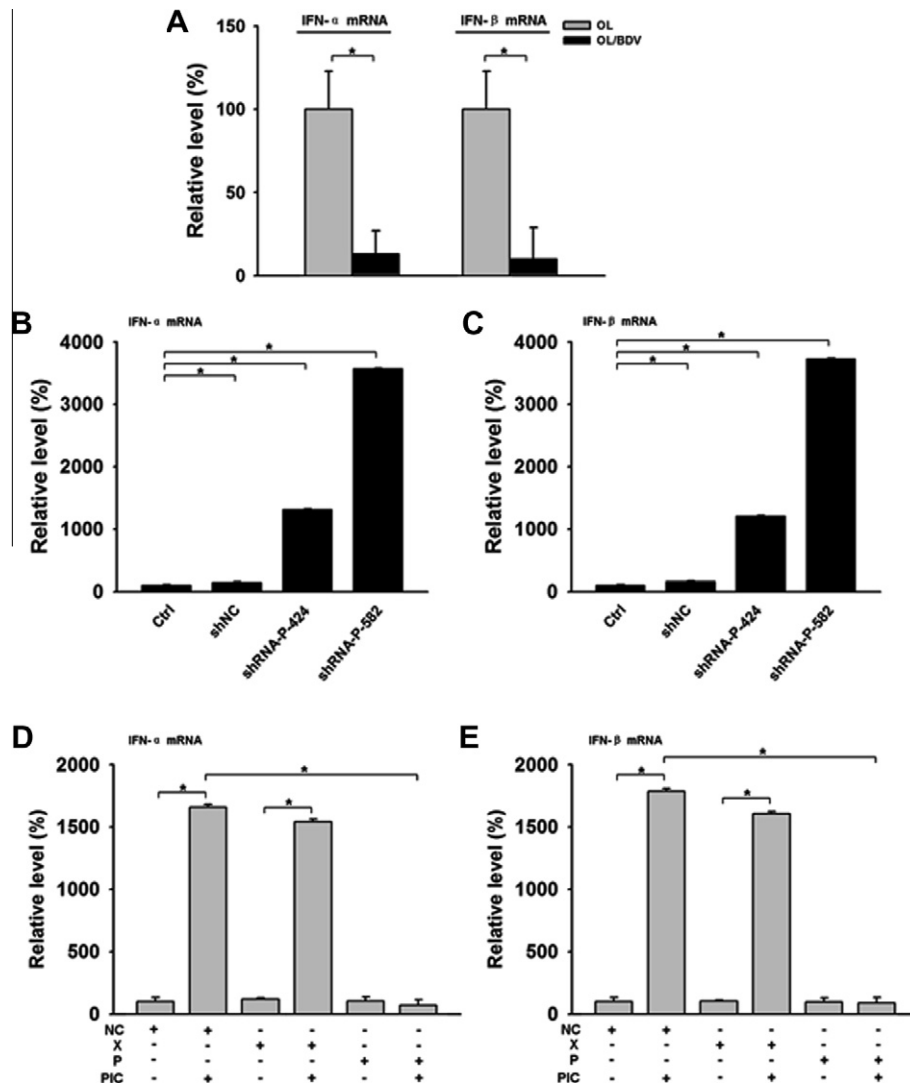 A
IFN-α mRNA
IFN-β mRNA
OL
OL/BDV
150
100
50
0
Relative level (%)
*
*
B
IFN-α mRNA
4000
3000
2000
1000
0
Relative level (%)
*
*
*
Ctrl
shNC
shRNA-P-424
shRNA-P-582
C
IFN-β mRNA
4000
3000
2000
1000
0
Relative level (%)
*
*
*
Ctrl
shNC
shRNA-P-424
shRNA-P-582
D
IFN-α mRNA
2000
1500
1000
500
0
Relative level (%)
*
*
*
NC + + - - - -
X - - + + - -
P - - - - + +
PIC - + - + - +
E
IFN-β mRNA
2000
1500
1000
500
0
Relative level (%)
*
*
*
NC + + - - - -
X - - + + - -
P - - - - + +
PIC - + - + - +